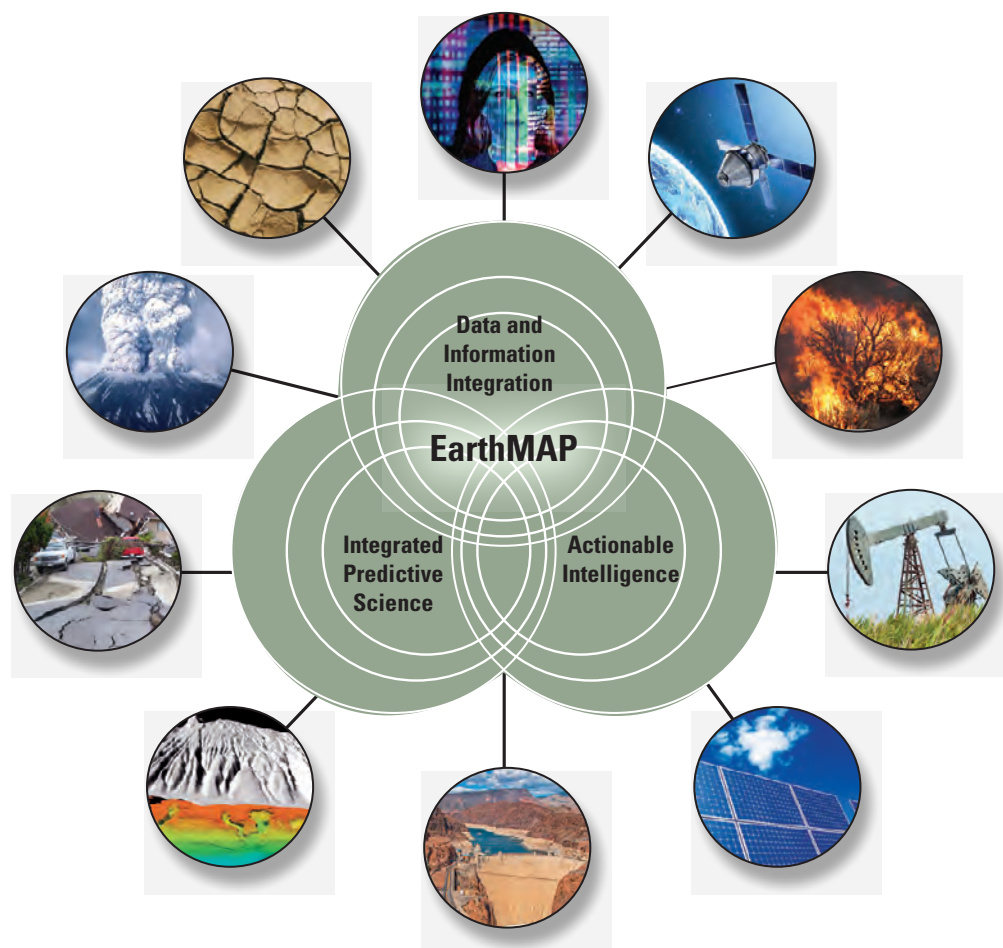 Data and
Information
Integration
EarthMAP
Integrated
Predictive
Science
Actionable
Intelligence